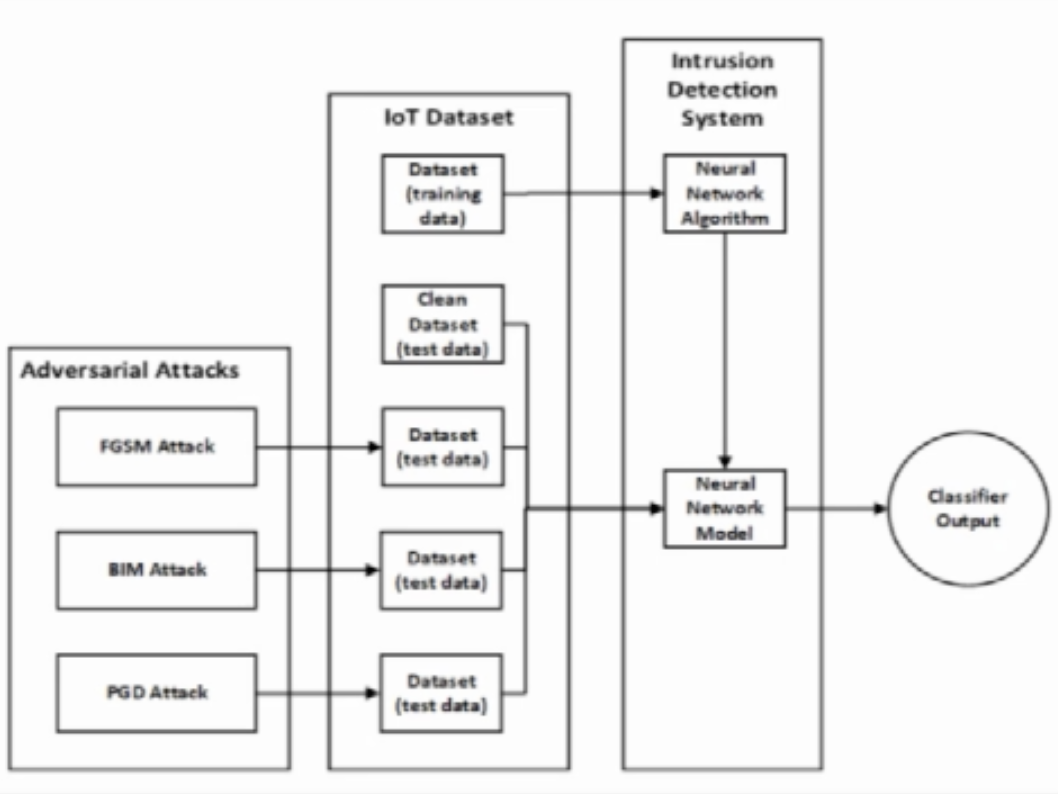 Intrusion
Detection
System
IoT Dataset
Dataset
(training
data)
Neural
Network
Algorithm
Clean
Dataset
(test data)
Adversarial Attacks
FGSM Attack
Dataset
(test data)
Neural
Network
Model
Classifier
Output
BIM Attack
Dataset
(test data)
PGD Attack
Dataset
(test data)